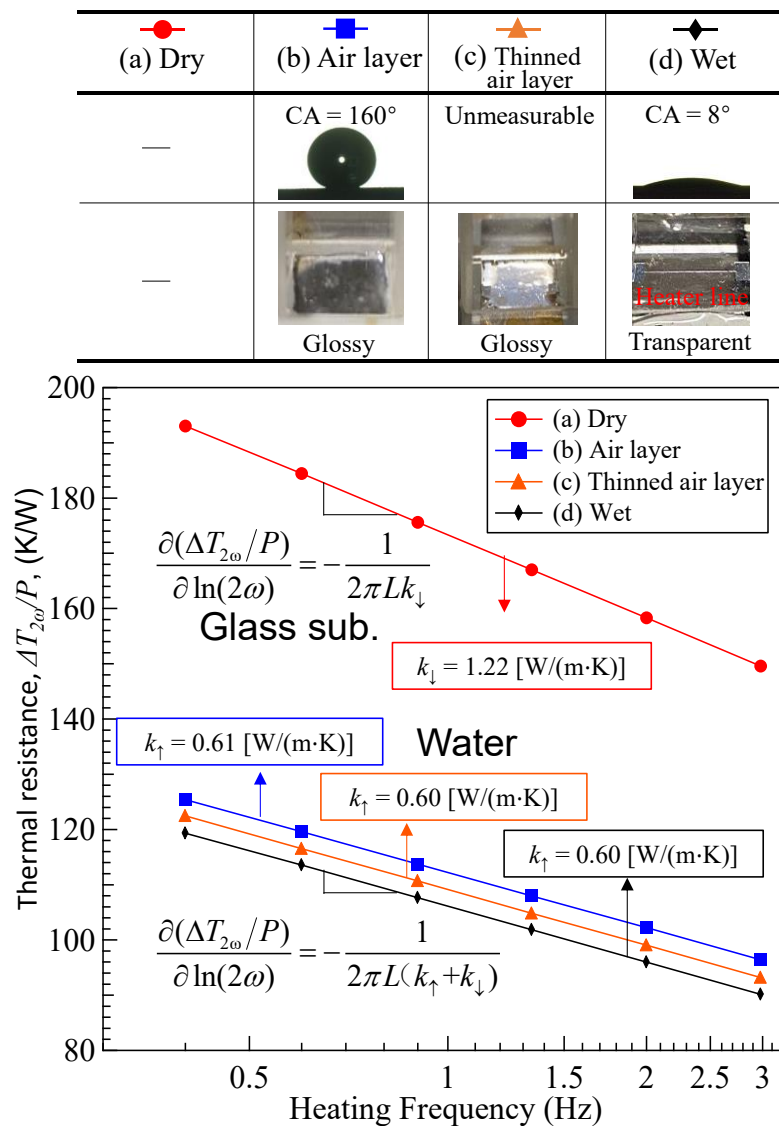 (a) Dry
(b) Air layer
(c) Thinned
air layer
(d) Wet
—
CA = 160°
Unmeasurable
CA = 8°
—
Heater line
Glossy
Glossy
Transparent
200
180
160
140
120
100
80
Thermal resistance, ΔT₂ω/P, (K/W)
(a) Dry
(b) Air layer
(c) Thinned air layer
(d) Wet
∂(ΔT₂ω/P)/∂ln(2ω) = −1/(2πLk↓)
Glass sub.
k↓ = 1.22 [W/(m·K)]
k↑ = 0.61 [W/(m·K)]
Water
k↑ = 0.60 [W/(m·K)]
k↑ = 0.60 [W/(m·K)]
∂(ΔT₂ω/P)/∂ln(2ω) = −1/(2πL(k↑+k↓))
0.5 1 2 2.5 3
Heating Frequency (Hz)